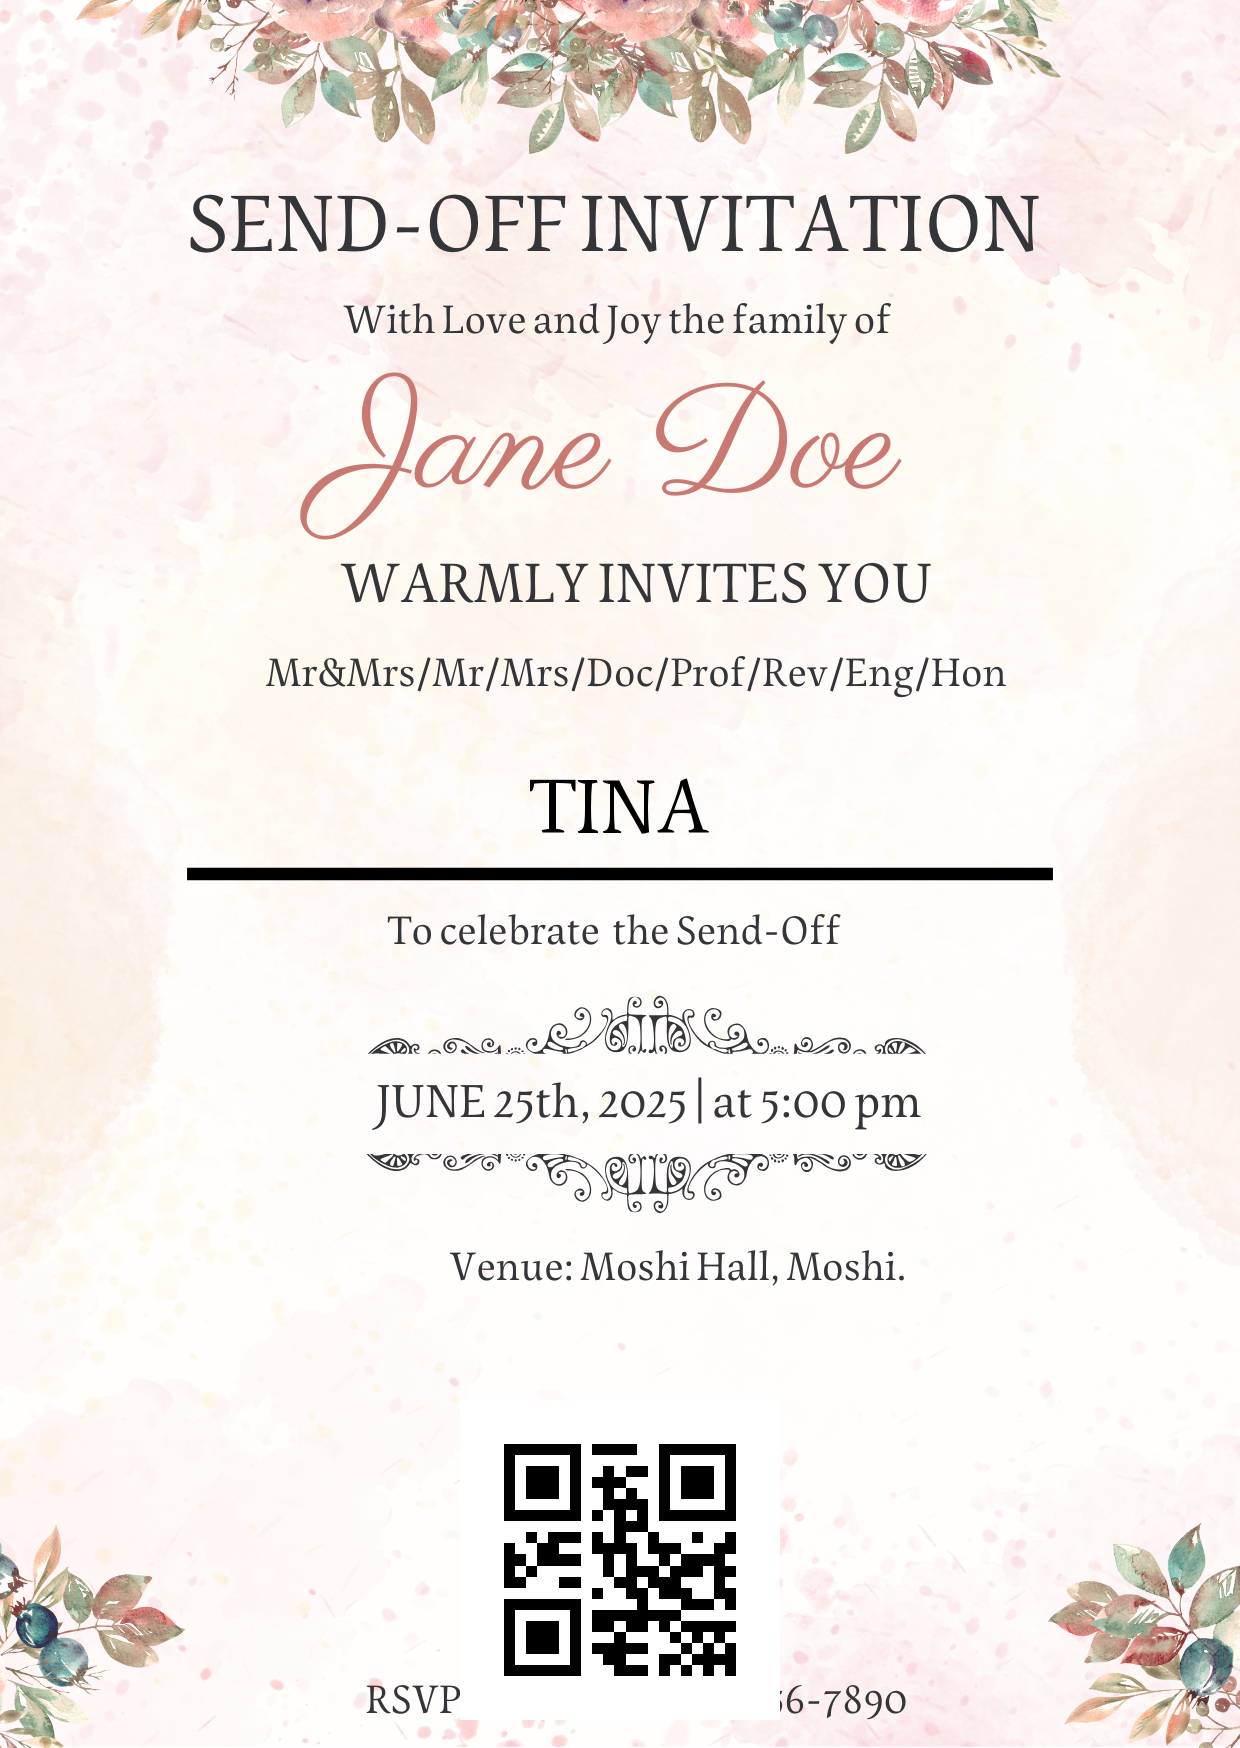 SEND-OFF INVITATION
With Love and Joy the family of
Jane Doe
WARMLY INVITES YOU
Mr&Mrs/Mr/Mrs/Doc/Prof/Rev/Eng/Hon
TINA
To celebrate the Send-Off
JUNE 25th, 2025 | at 5:00 pm
Venue: Moshi Hall, Moshi.
RSVP 6-7890